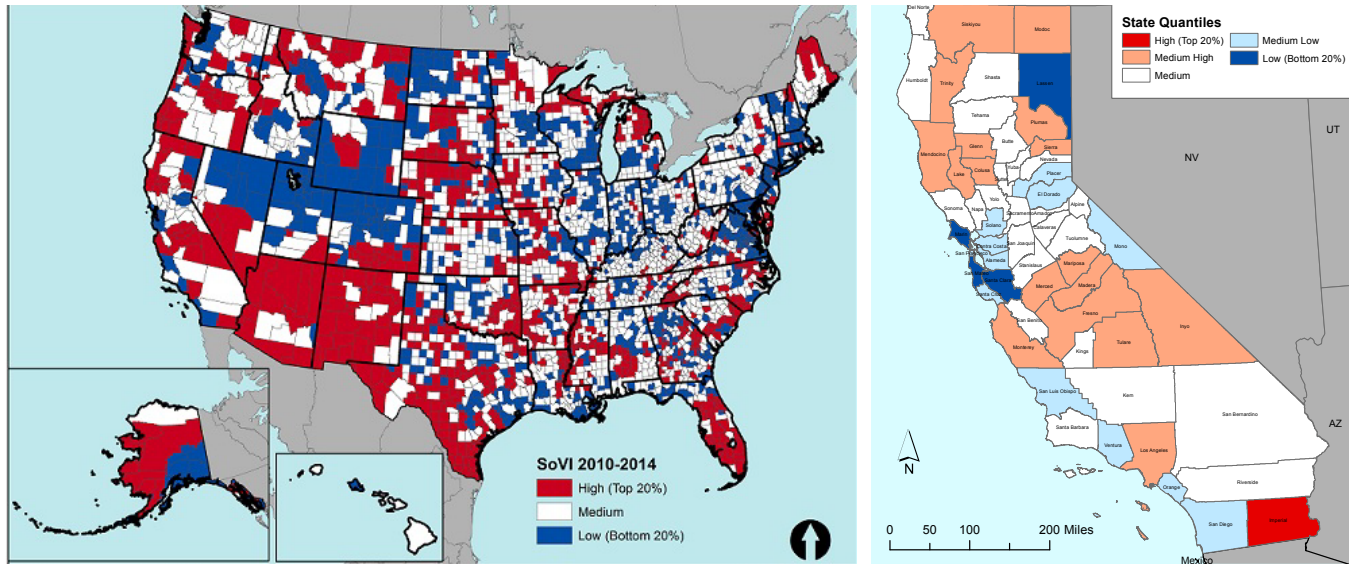 SoVI 2010-2014
High (Top 20%)
Medium
Low (Bottom 20%)
State Quantiles
High (Top 20%)
Medium High
Medium
Medium Low
Low (Bottom 20%)
Del Norte
Siskiyou
Modoc
Humboldt
Trinity
Shasta
Lassen
Tehama
Plumas
Butte
Glenn
Sierra
Mendocino
Nevada
Lake
Colusa
Yuba
Placer
El Dorado
Yolo
Sonoma
Napa
Sacramento
Amador
Alpine
Solano
Calaveras
Tuolumne
Mono
Contra Costa
San Joaquin
San Francisco
Alameda
Stanislaus
Mariposa
Santa Cruz
Merced
Madera
San Benito
Fresno
Inyo
Monterey
Kings
Tulare
San Luis Obispo
Kern
San Bernardino
Santa Barbara
Ventura
Los Angeles
Orange
Riverside
San Diego
Imperial
Mexico
NV
UT
AZ
N
0 50 100 200 Miles